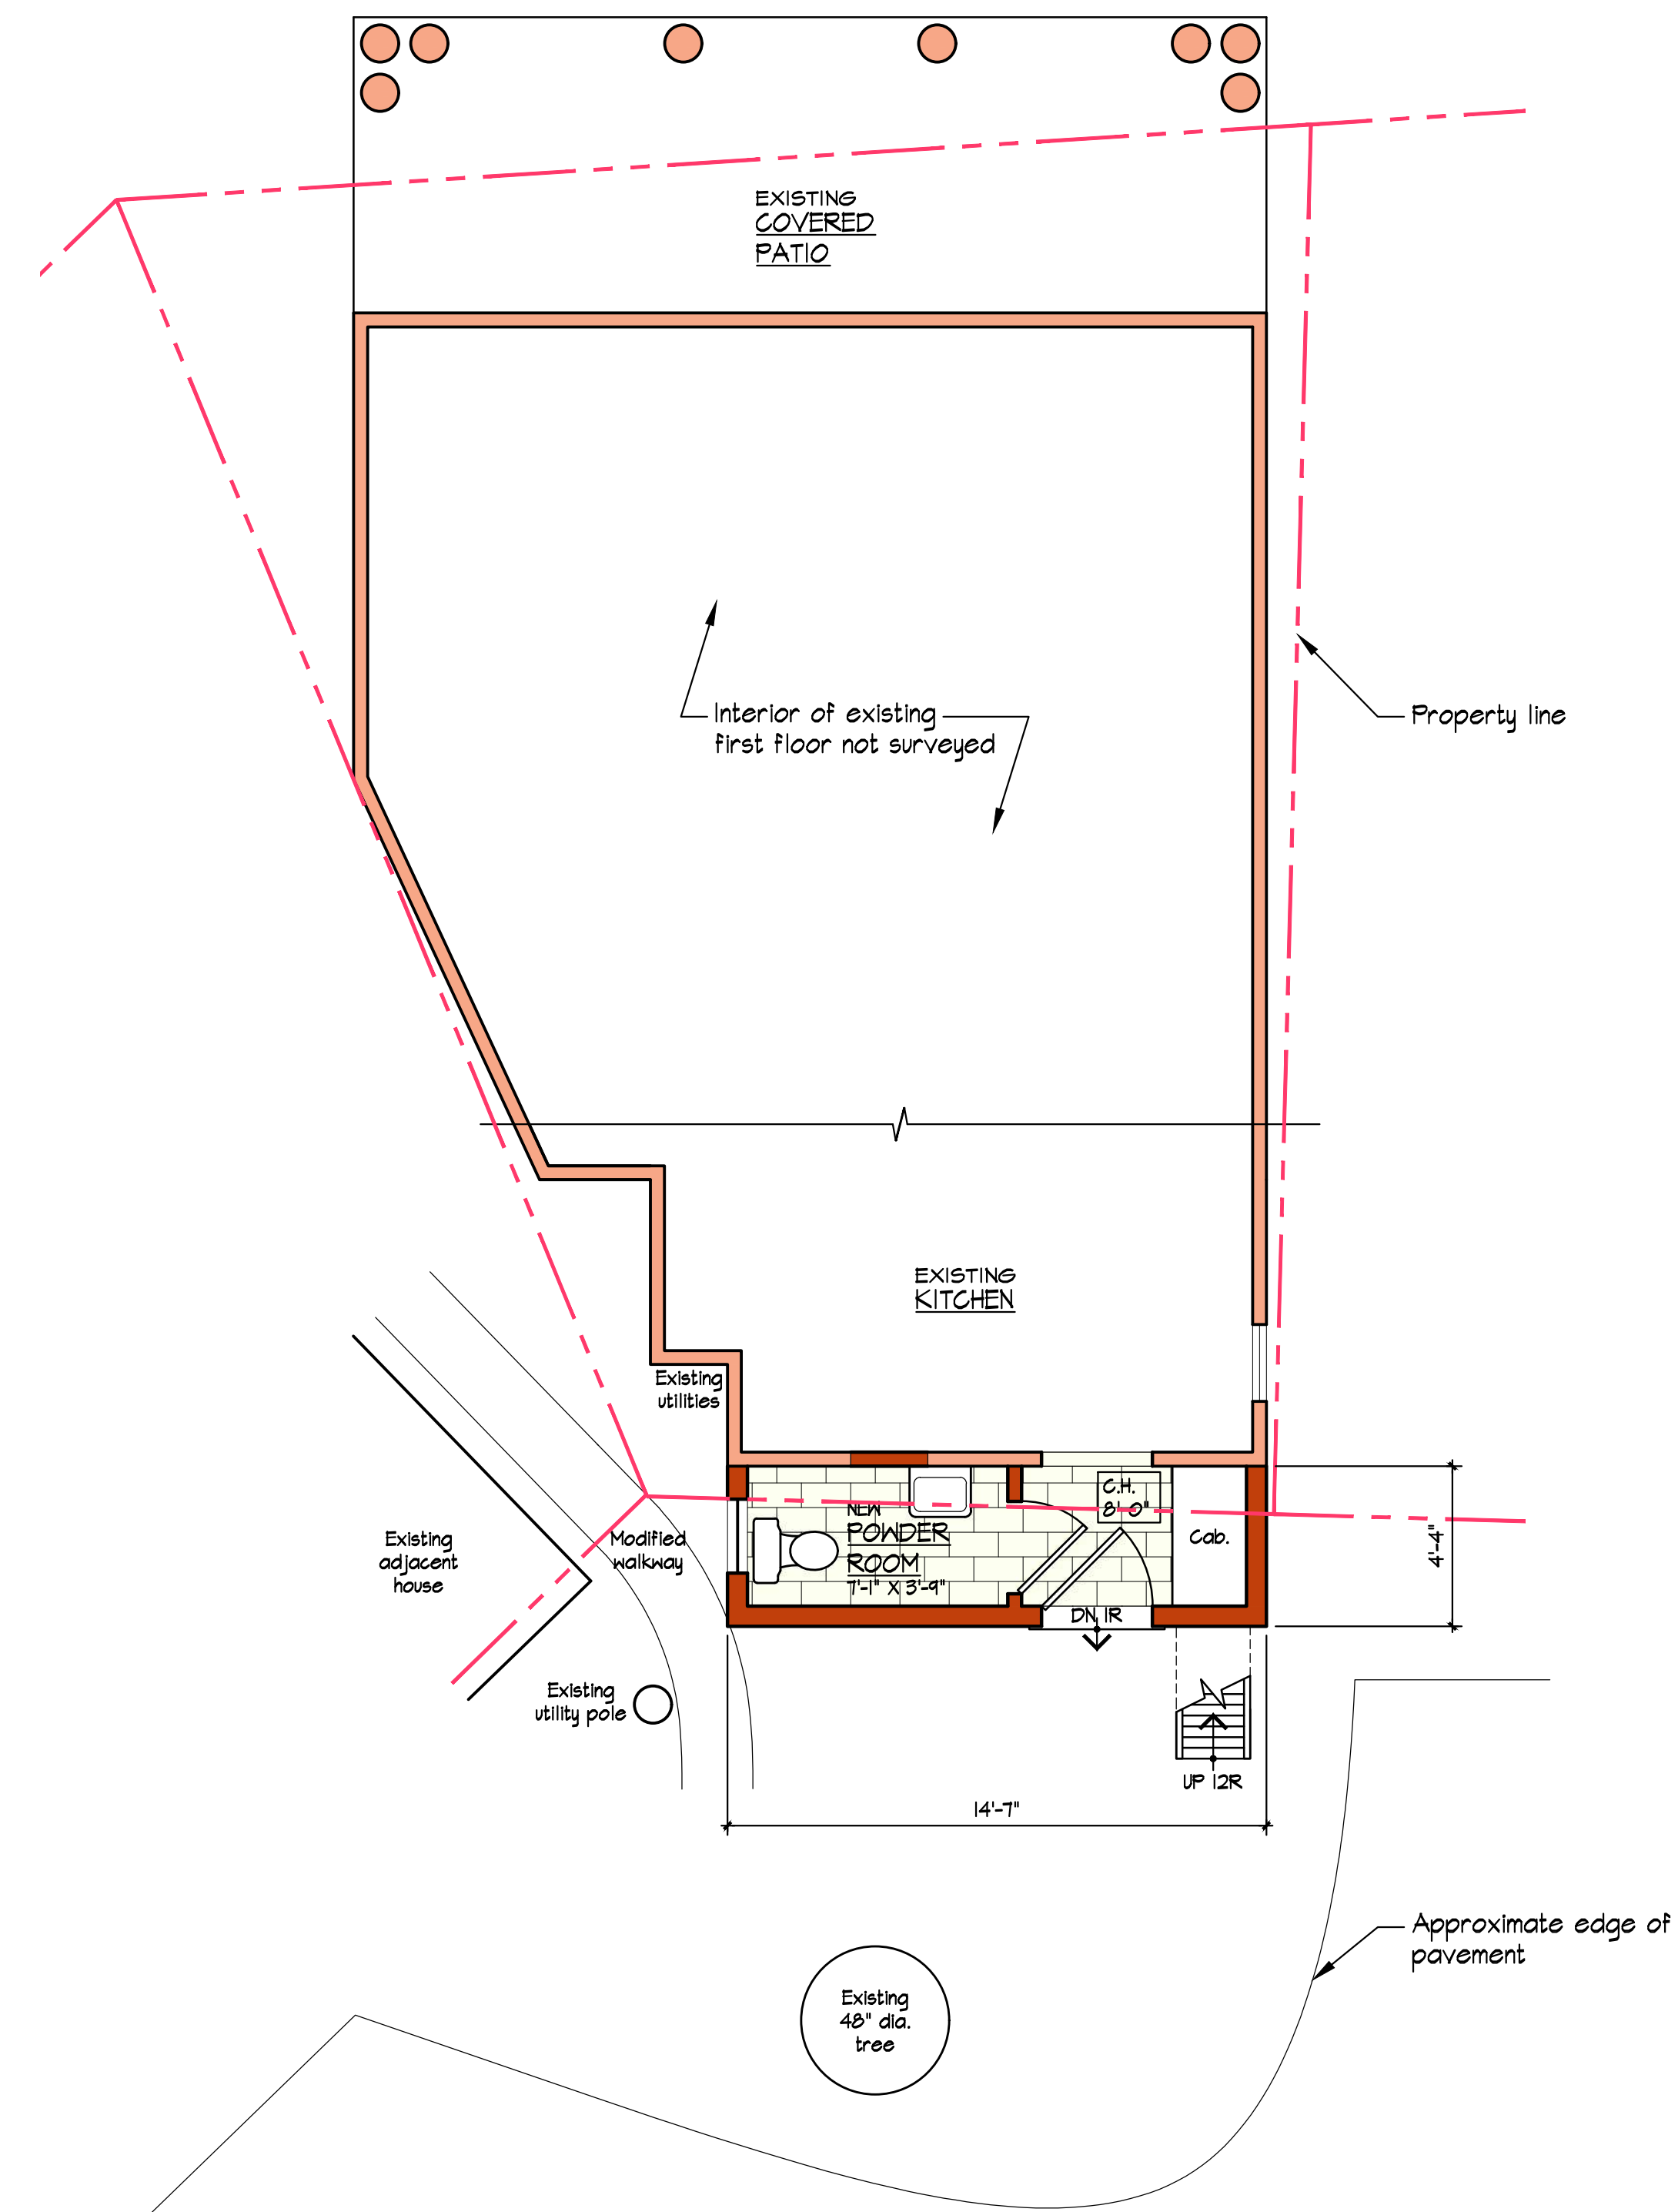 EXISTING
COVERED
PATIO
Interior of existing
first floor not surveyed
Property line
EXISTING
KITCHEN
Existing
utilities
C.H.
8'-0"
NEW
POWDER
ROOM
7'-1" X 3'-9"
Cab.
4'-4"
Existing
adjacent
house
Modified
walkway
DN 1R
Existing
utility pole
UP 12R
14'-7"
Approximate edge of
pavement
Existing
48" dia.
tree